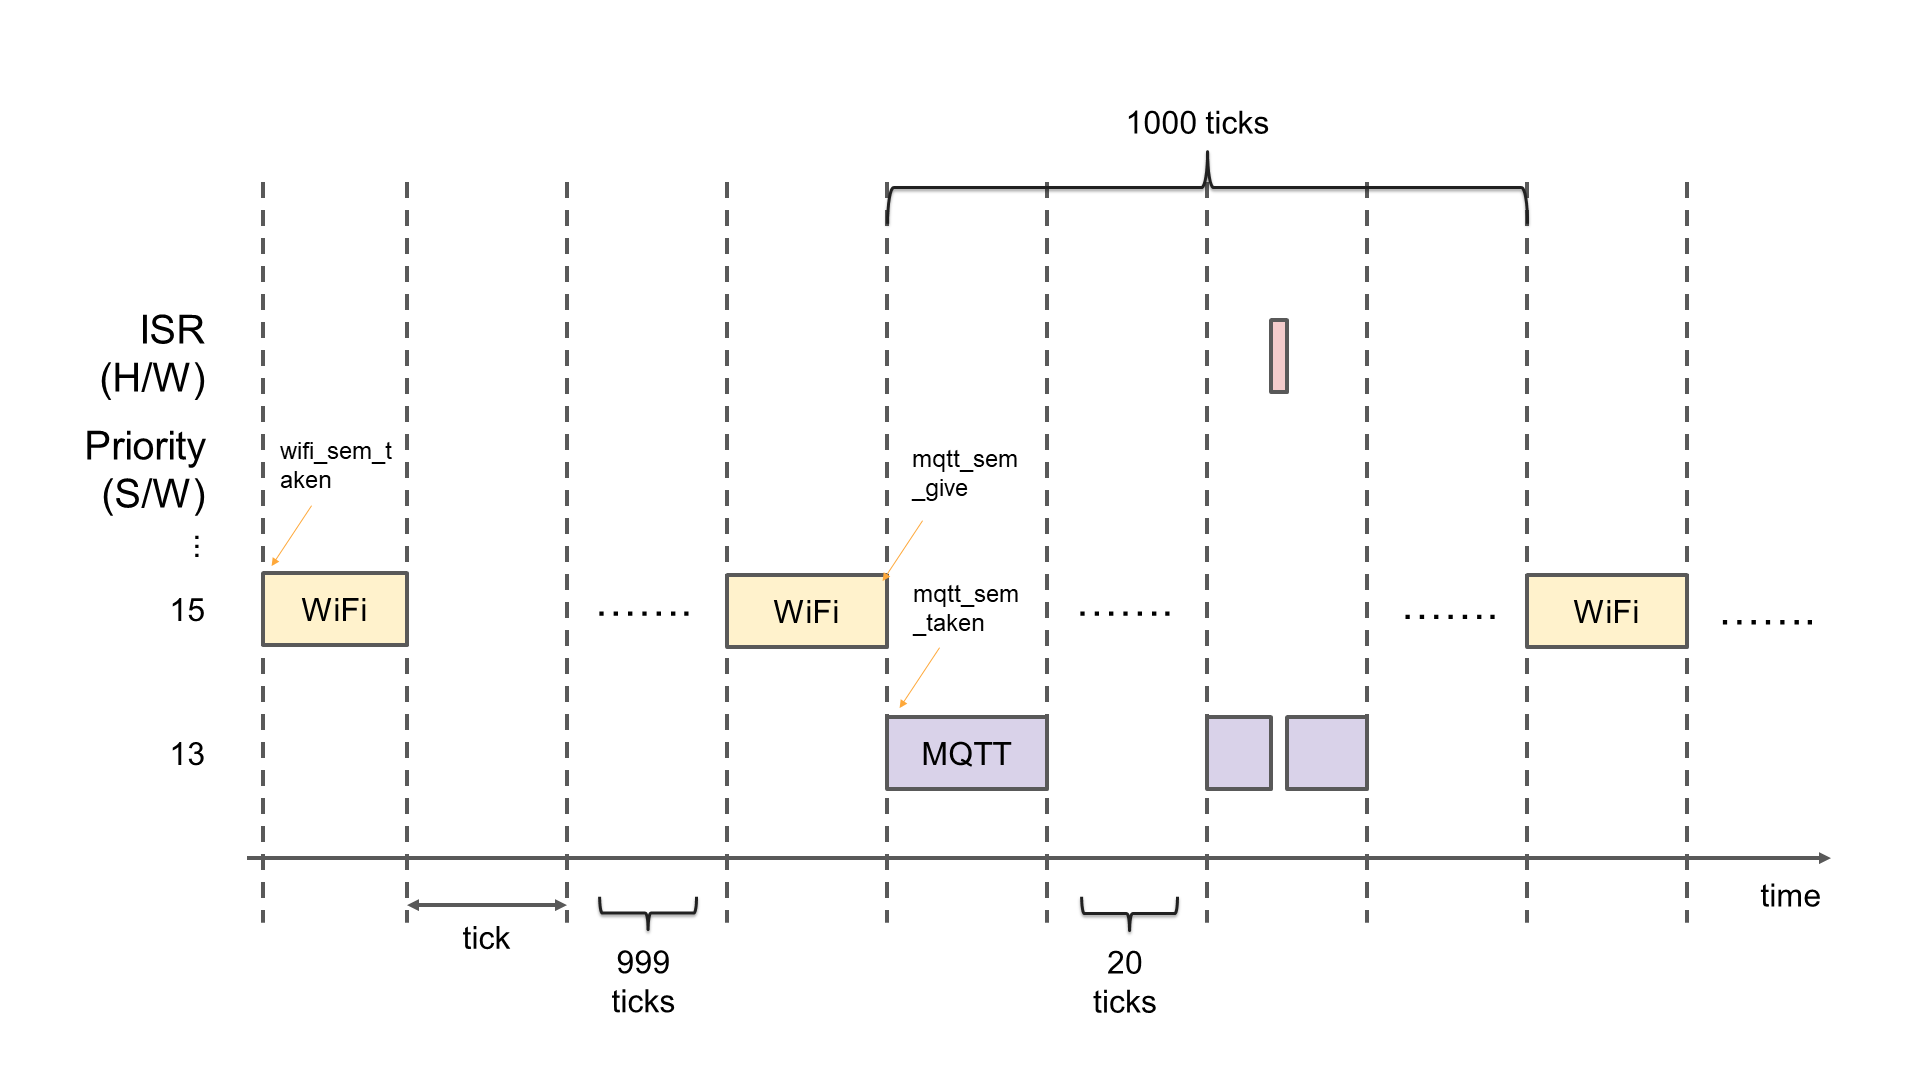 1000 ticks
ISR
(H/W)
Priority
(S/W)
⋮
wifi_sem_t
aken
mqtt_sem
_give
mqtt_sem
_taken
15
WiFi
.......
WiFi
.......
.......
WiFi
.......
13
MQTT
time
tick
999
ticks
20
ticks